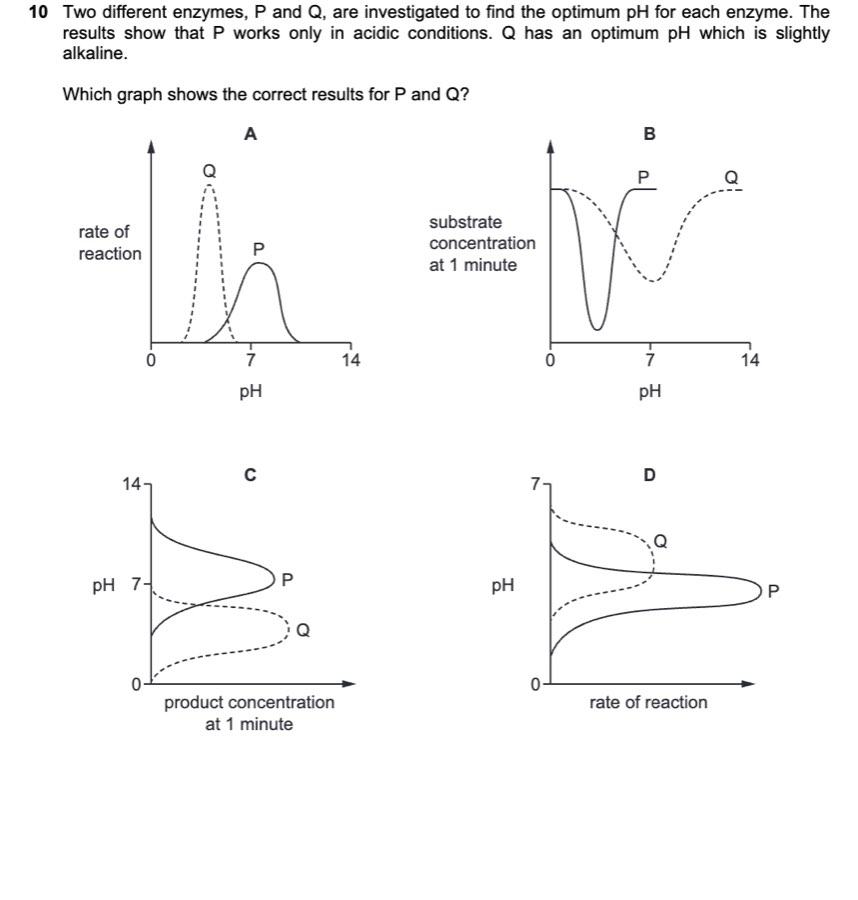 10 Two different enzymes, P and Q, are investigated to find the optimum pH for each enzyme. The
results show that P works only in acidic conditions. Q has an optimum pH which is slightly
alkaline.
Which graph shows the correct results for P and Q?
A
Q
P
rate of
reaction
0
7
14
pH
B
P
Q
substrate
concentration
at 1 minute
0
7
14
pH
C
14
pH 7
0
P
Q
product concentration
at 1 minute
D
7
pH
0
Q
P
rate of reaction